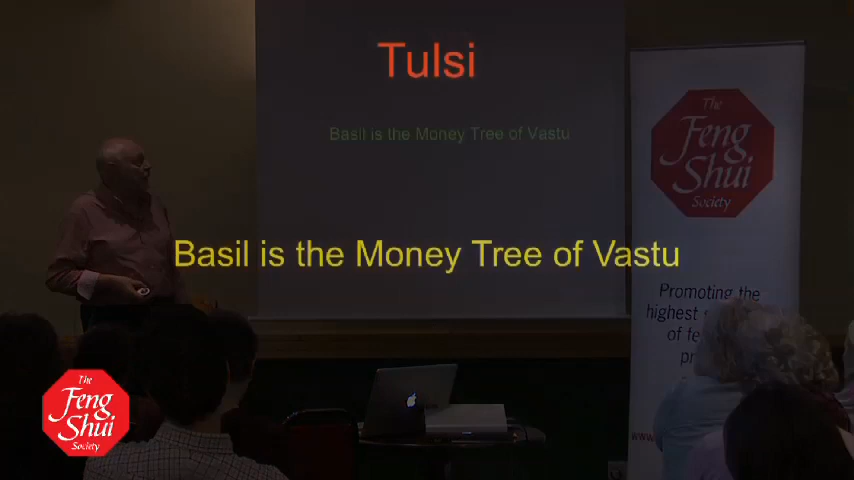 Tulsi
Basil is the Money Tree of Vastu
Basil is the Money Tree of Vastu
The
Feng
Shui
Society
Promoting the
highest
of
The
Feng
Shui
Society